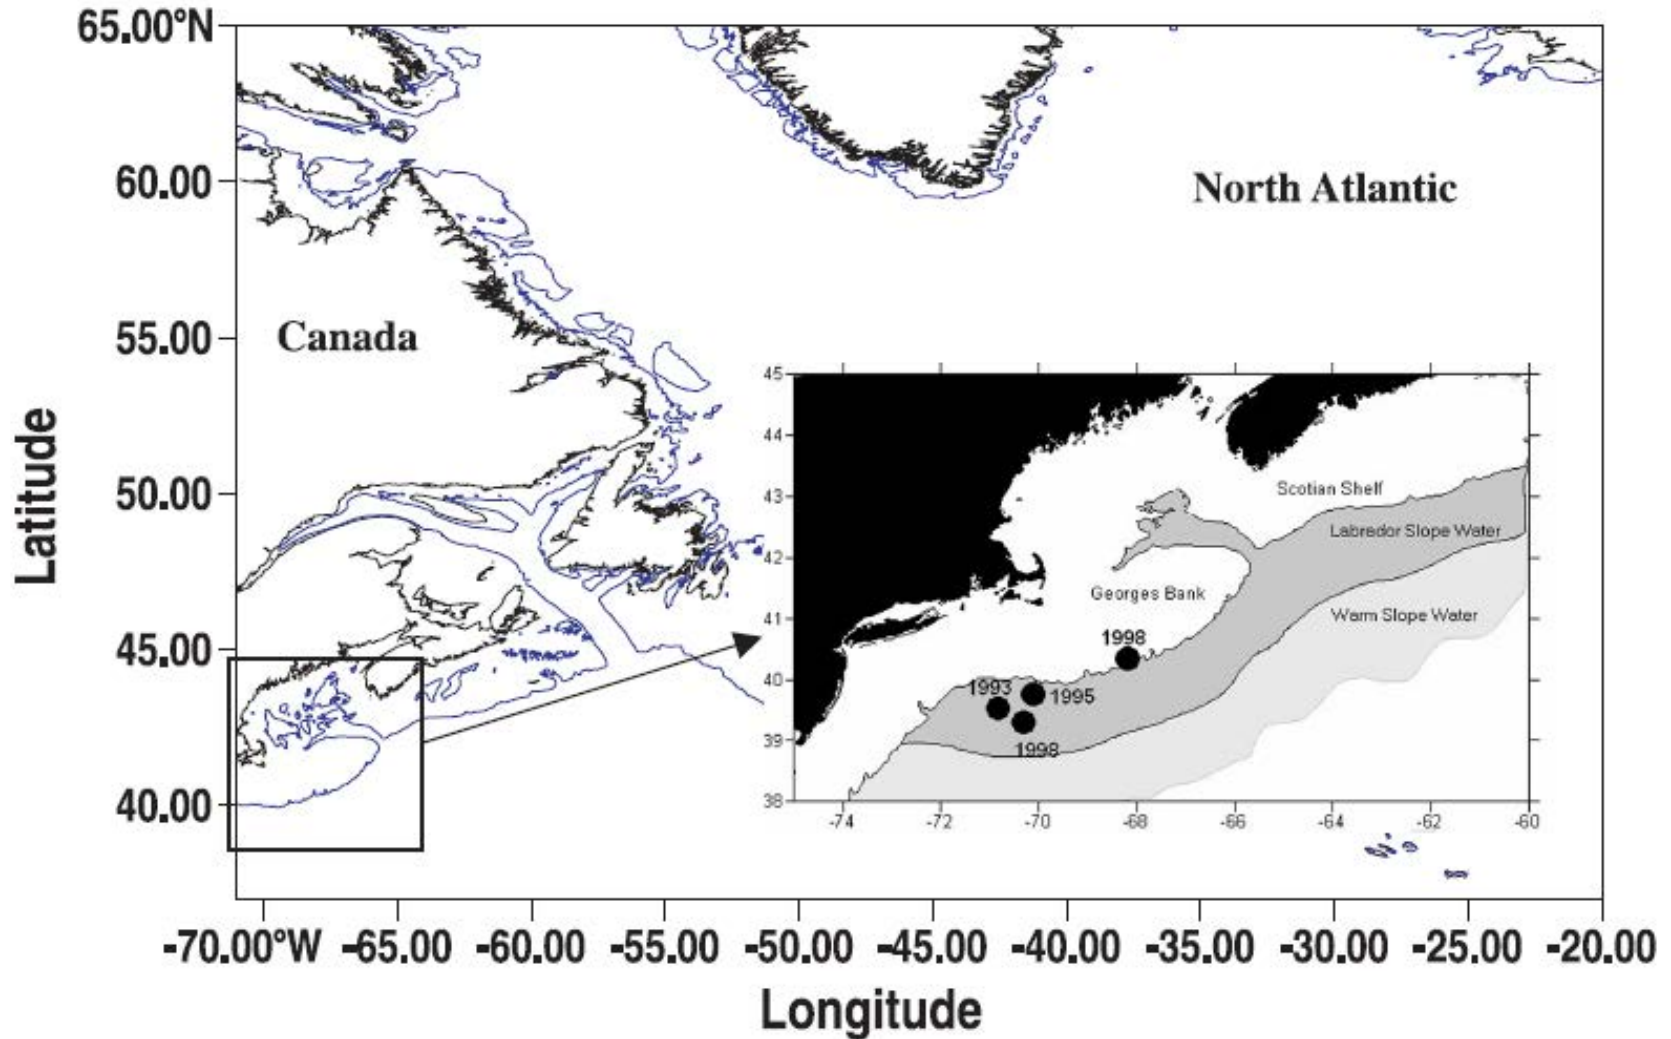 65.00°N
60.00
55.00
50.00
45.00
40.00
Latitude
North Atlantic
Canada
45
44
43
42
41
40
39
38
Scotian Shelf
Labrador Slope Water
Georges Bank
Warm Slope Water
1998
1993
1995
1998
-74 -72 -70 -68 -66 -64 -62 -60
-70.00°W -65.00 -60.00 -55.00 -50.00 -45.00 -40.00 -35.00 -30.00 -25.00 -20.00
Longitude